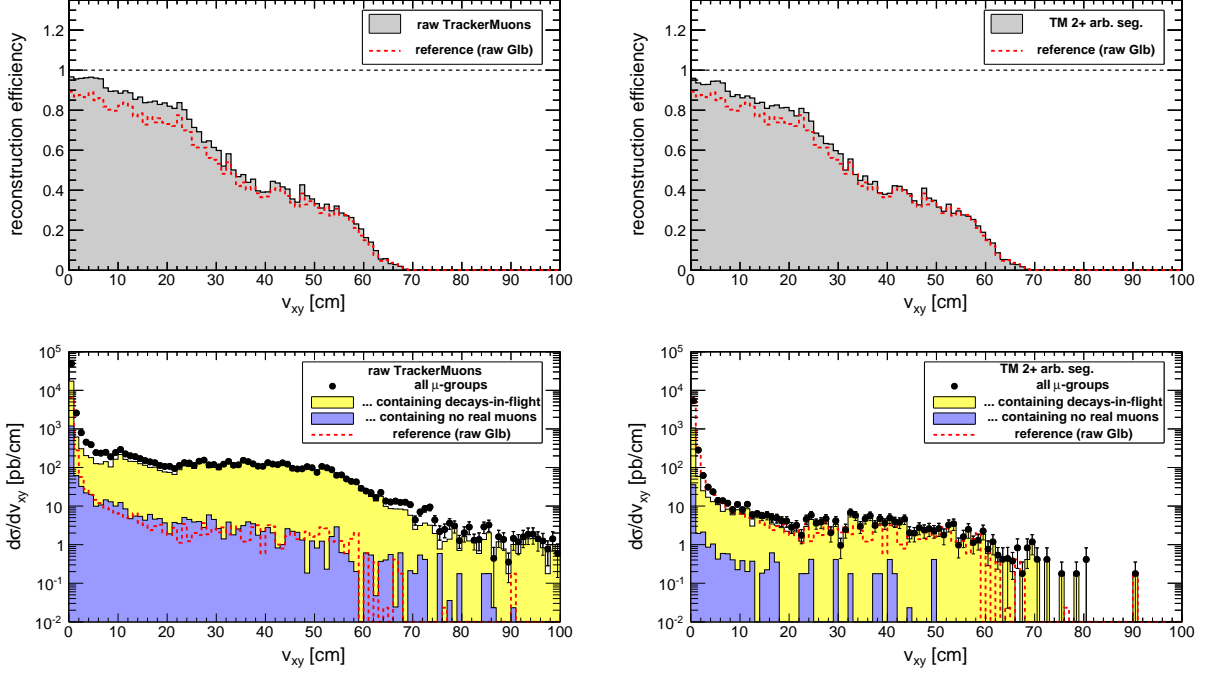 reconstruction efficiency
0
0.2
0.4
0.6
0.8
1
1.2
raw TrackerMuons
reference (raw Glb)
0 10 20 30 40 50 60 70 80 90 100
v_xy [cm]
reconstruction efficiency
0
0.2
0.4
0.6
0.8
1
1.2
TM 2+ arb. seg.
reference (raw Glb)
0 10 20 30 40 50 60 70 80 90 100
v_xy [cm]
dσ/dv_xy [pb/cm]
10^5
10^4
10^3
10^2
10
1
10^-1
10^-2
raw TrackerMuons
all μ-groups
... containing decays-in-flight
... containing no real muons
reference (raw Glb)
0 10 20 30 40 50 60 70 80 90 100
v_xy [cm]
dσ/dv_xy [pb/cm]
10^5
10^4
10^3
10^2
10
1
10^-1
10^-2
TM 2+ arb. seg.
all μ-groups
... containing decays-in-flight
... containing no real muons
reference (raw Glb)
0 10 20 30 40 50 60 70 80 90 100
v_xy [cm]